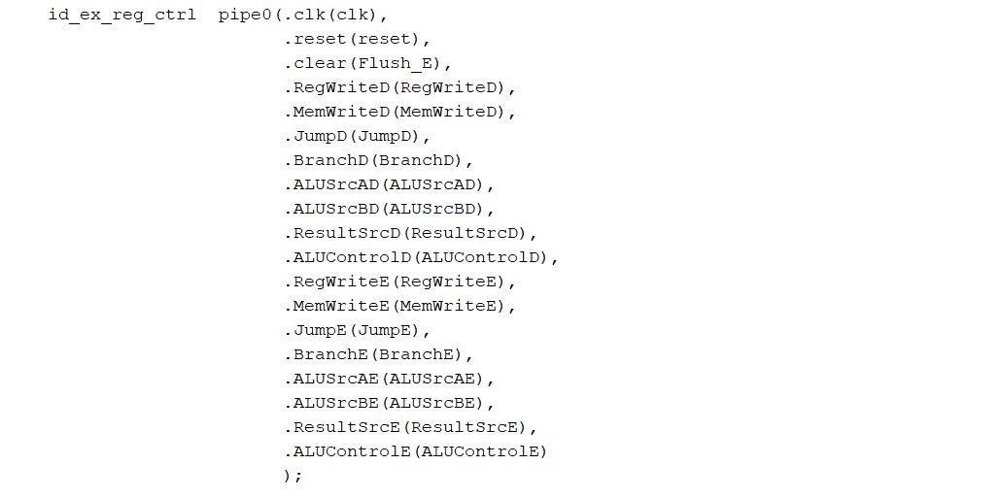 id_ex_reg_ctrl  pipe0(.clk(clk),
                      .reset(reset),
                      .clear(Flush_E),
                      .RegWriteD(RegWriteD),
                      .MemWriteD(MemWriteD),
                      .JumpD(JumpD),
                      .BranchD(BranchD),
                      .ALUSrcAD(ALUSrcAD),
                      .ALUSrcBD(ALUSrcBD),
                      .ResultSrcD(ResultSrcD),
                      .ALUControlD(ALUControlD),
                      .RegWriteE(RegWriteE),
                      .MemWriteE(MemWriteE),
                      .JumpE(JumpE),
                      .BranchE(BranchE),
                      .ALUSrcAE(ALUSrcAE),
                      .ALUSrcBE(ALUSrcBE),
                      .ResultSrcE(ResultSrcE),
                      .ALUControlE(ALUControlE)
                      );